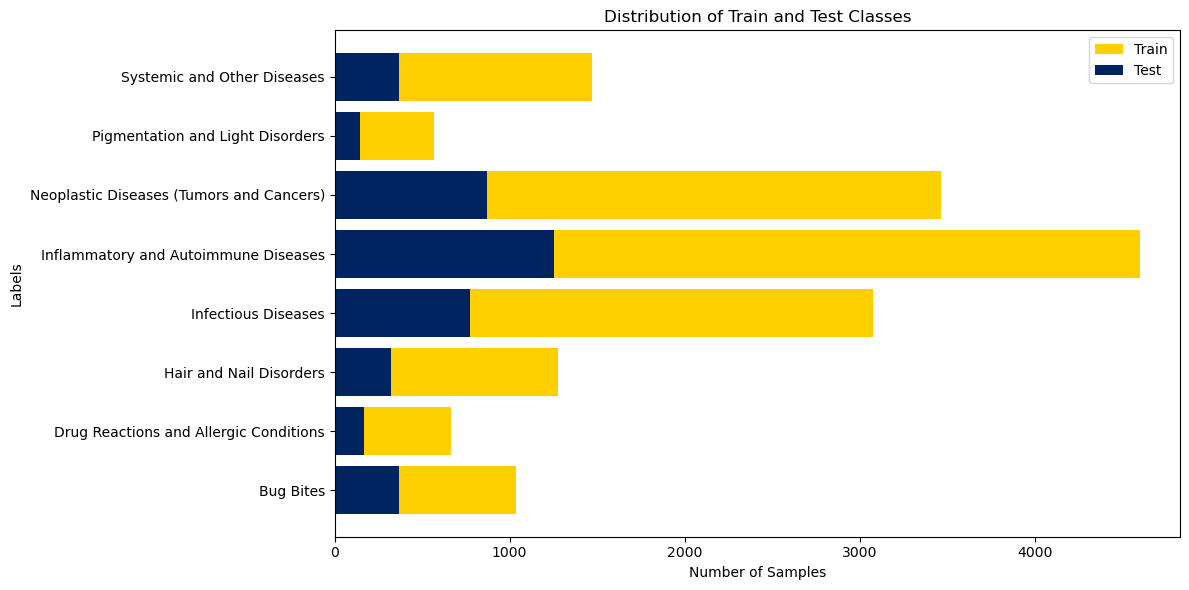 Distribution of Train and Test Classes
Train
Test
Systemic and Other Diseases
Pigmentation and Light Disorders
Neoplastic Diseases (Tumors and Cancers)
Inflammatory and Autoimmune Diseases
Infectious Diseases
Hair and Nail Disorders
Drug Reactions and Allergic Conditions
Bug Bites
Labels
0 1000 2000 3000 4000
Number of Samples